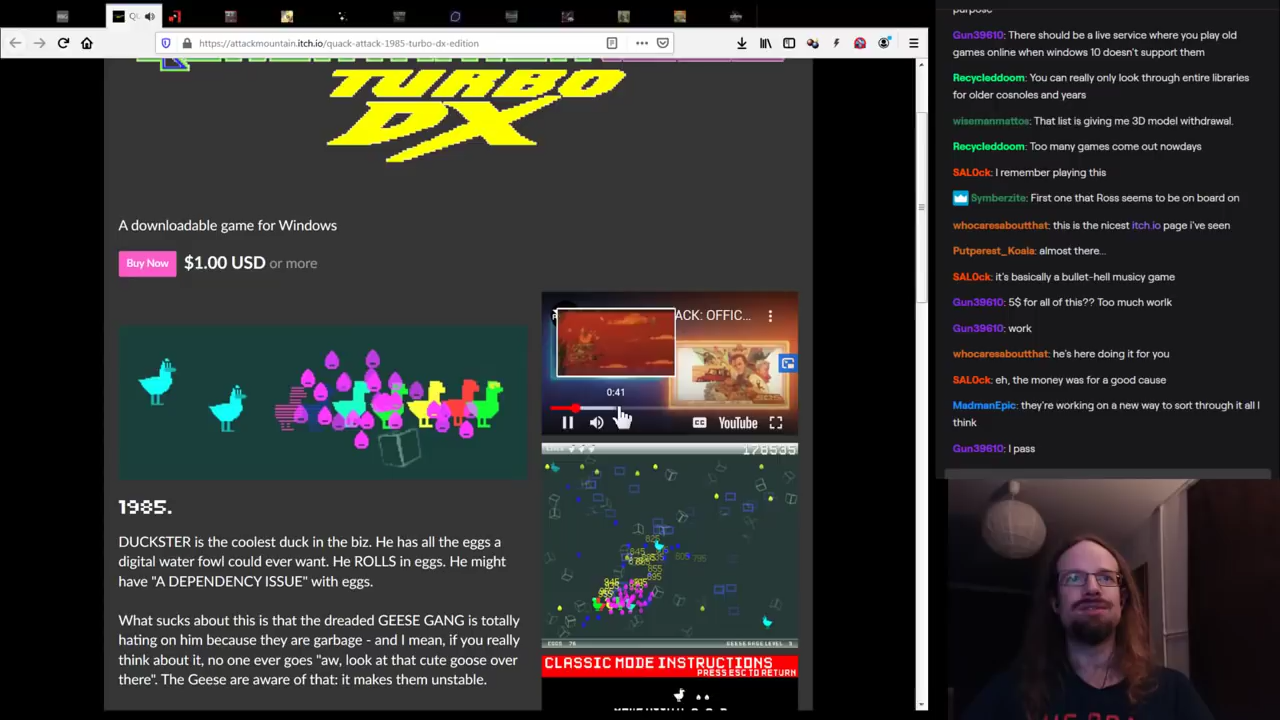 https://attackmountain.itch.io/quack-attack-1985-turbo-dx-edition
TURBO
DX
A downloadable game for Windows
Buy Now $1.00 USD or more
ACK: OFFIC...
0:41
CC YouTube
178535
1985.
DUCKSTER is the coolest duck in the biz. He has all the eggs a
digital water fowl could ever want. He ROLLS in eggs. He might
have "A DEPENDENCY ISSUE" with eggs.
What sucks about this is that the dreaded GEESE GANG is totally
hating on him because they are garbage - and I mean, if you really
think about it, no one ever goes "aw, look at that cute goose over
there". The Geese are aware of that: it makes them unstable.
CLASSIC MODE INSTRUCTIONS
PRESS ESC TO RETURN
purpose
Gun39610: There should be a live service where you play old
games online when windows 10 doesn't support them
Recycleddoom: You can really only look through entire libraries
for older cosnoles and years
wisemanmattos: That list is giving me 3D model withdrawal.
Recycleddoom: Too many games come out nowdays
SAL0ck: I remember playing this
Symberzite: First one that Ross seems to be on board on
whocaresaboutthat: this is the nicest itch.io page i've seen
Putperest_Koala: almost there...
SAL0ck: it's basically a bullet-hell musicy game
Gun39610: 5$ for all of this?? Too much workl
Gun39610: work
whocaresaboutthat: he's here doing it for you
SAL0ck: eh, the money was for a good cause
MadmanEpic: they're working on a new way to sort through it all I
think
Gun39610: I pass